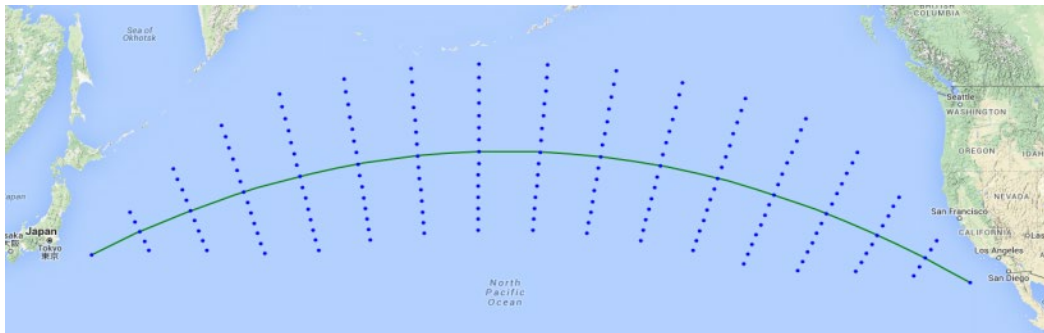 Sea of
Okhotsk
BRITISH
COLUMBIA
Seattle
WASHINGTON
OREGON
IDAH
NEVADA
San Francisco
CALIFORNIA
Las
Los Angeles
San Diego
Japan
Tokyo
東京
North
Pacific
Ocean